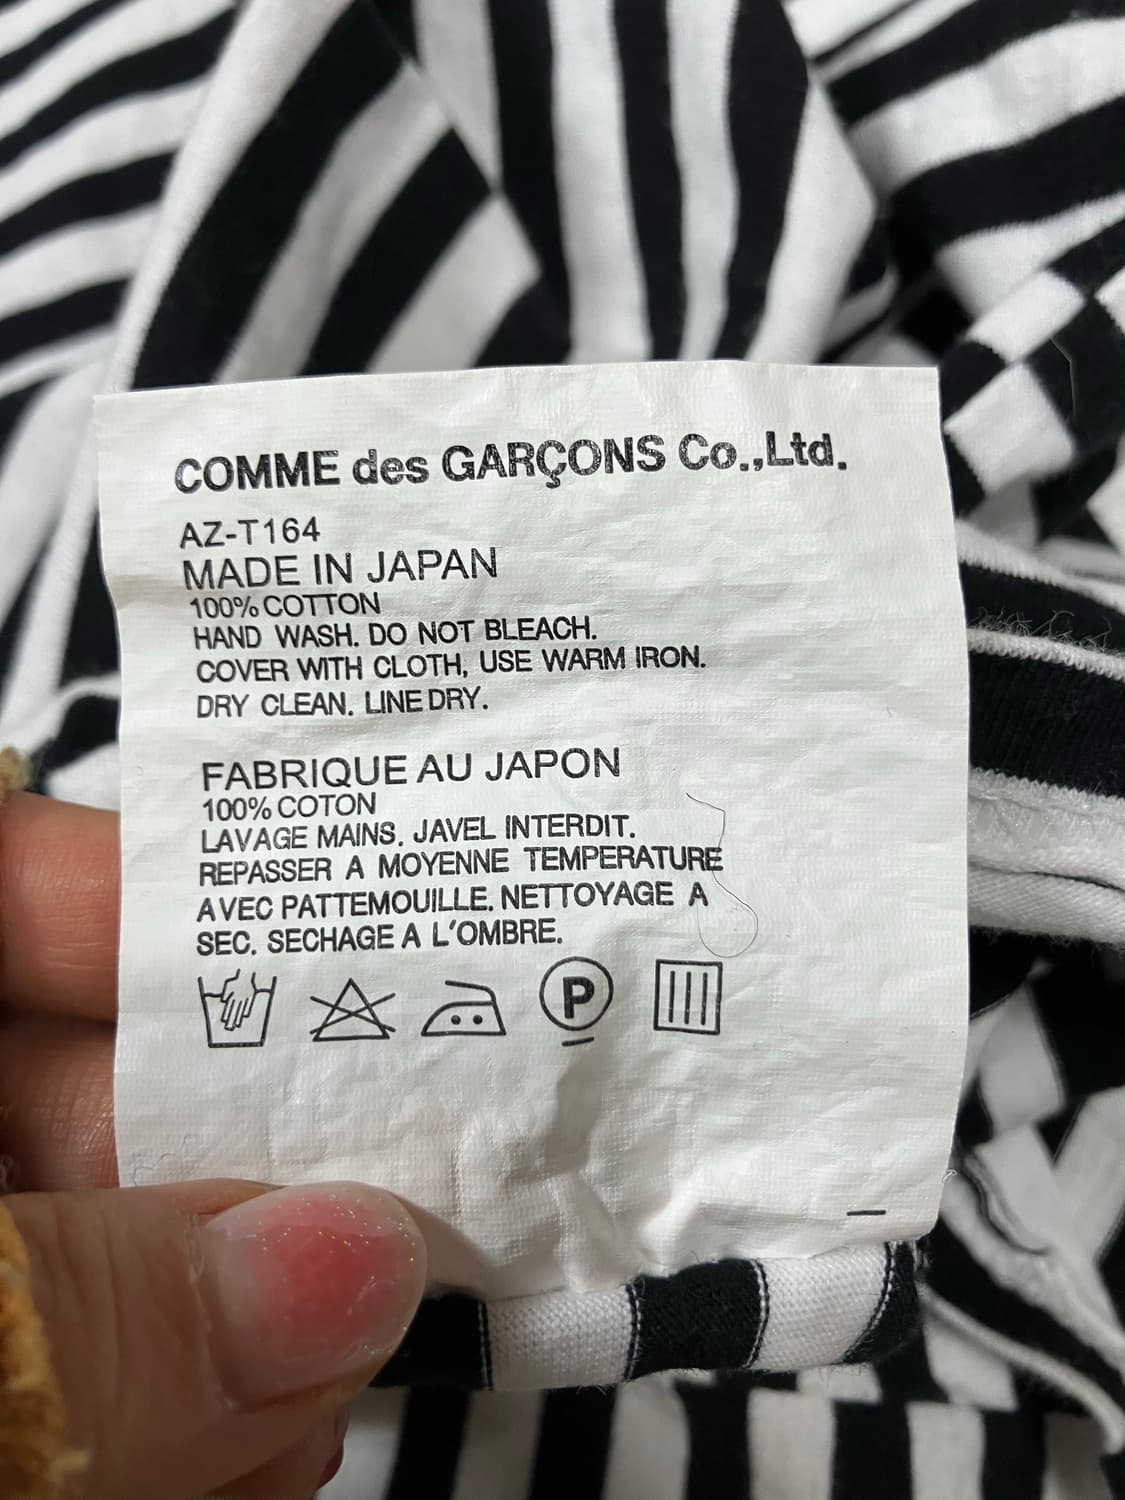 COMME des GARÇONS Co.,Ltd.
AZ-T164
MADE IN JAPAN
100% COTTON
HAND WASH. DO NOT BLEACH.
COVER WITH CLOTH, USE WARM IRON.
DRY CLEAN. LINE DRY.
FABRIQUE AU JAPON
100% COTON
LAVAGE MAINS. JAVEL INTERDIT.
REPASSER A MOYENNE TEMPERATURE
AVEC PATTEMOUILLE. NETTOYAGE A
SEC. SECHAGE A L'OMBRE.
P